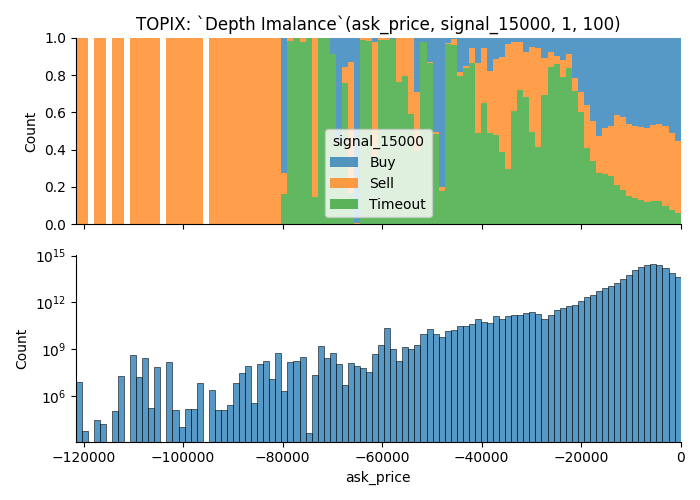 TOPIX: `Depth Imalance`(ask_price, signal_15000, 1, 100)
1.0
0.8
0.6
0.4
0.2
0.0
Count
signal_15000
Buy
Sell
Timeout
10^15
10^12
10^9
10^6
Count
−120000 −100000 −80000 −60000 −40000 −20000 0
ask_price